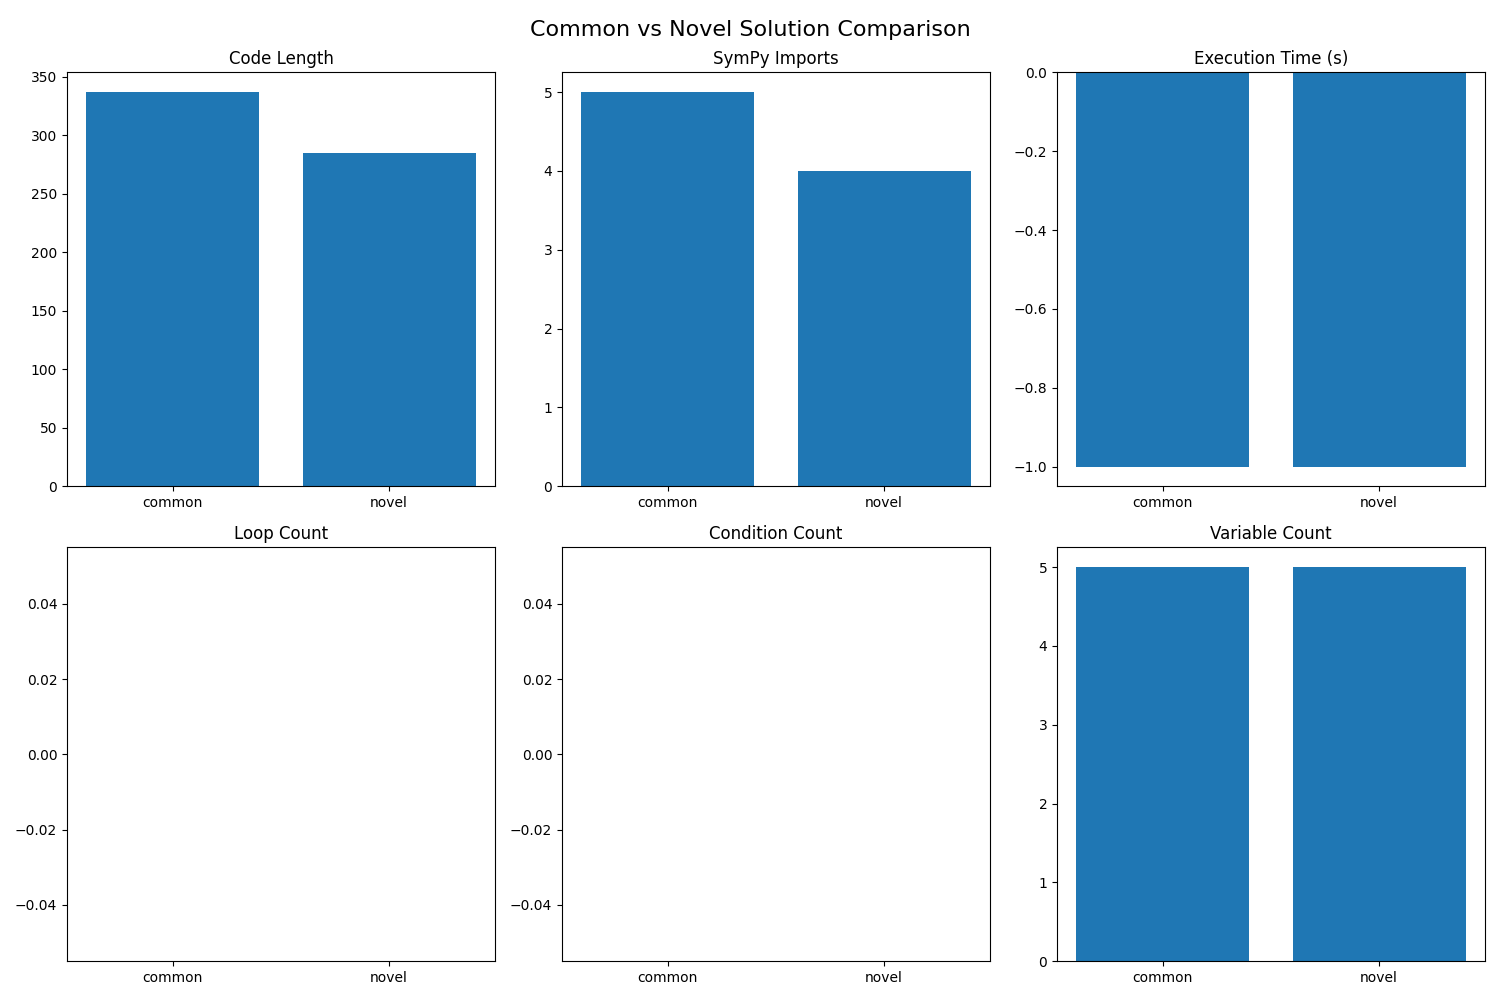 Common vs Novel Solution Comparison
Code Length
350
300
250
200
150
100
50
0
common novel
SymPy Imports
5
4
3
2
1
0
common novel
Execution Time (s)
0.0
−0.2
−0.4
−0.6
−0.8
−1.0
common novel
Loop Count
0.04
0.02
0.00
−0.02
−0.04
common novel
Condition Count
0.04
0.02
0.00
−0.02
−0.04
common novel
Variable Count
5
4
3
2
1
0
common novel